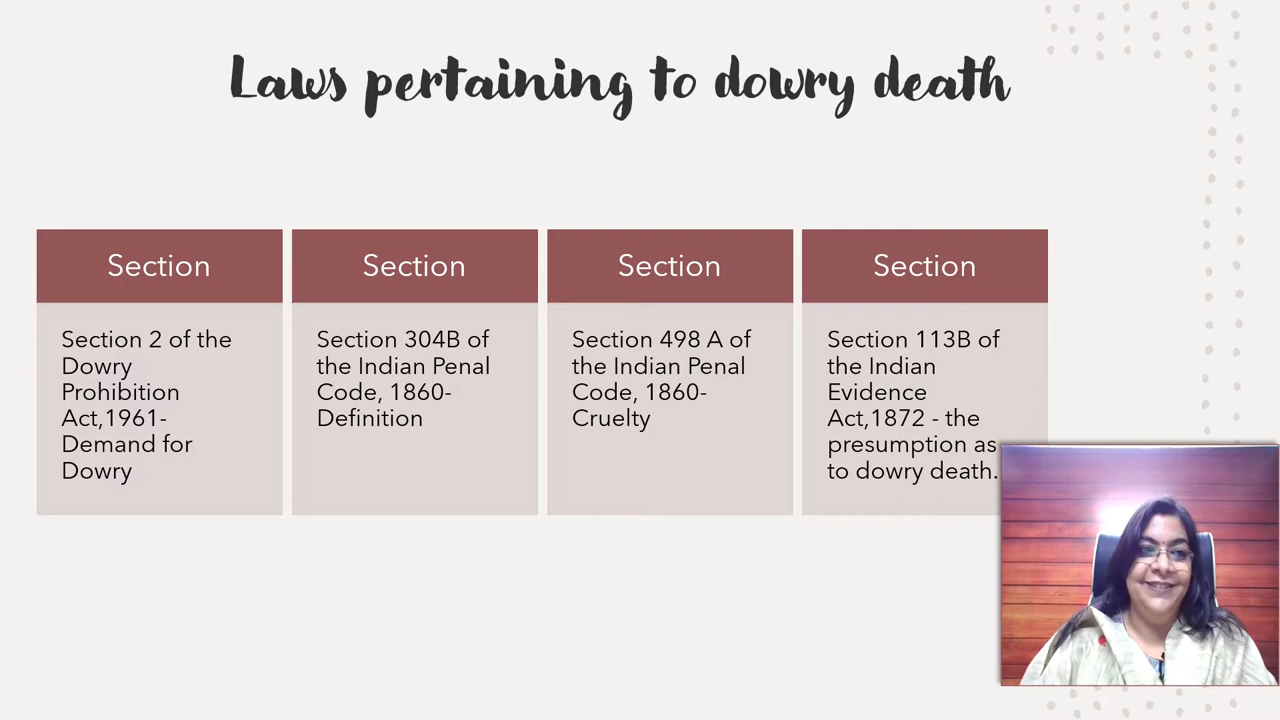 Laws pertaining to dowry death
Section
Section 2 of the
Dowry
Prohibition
Act,1961-
Demand for
Dowry
Section
Section 304B of
the Indian Penal
Code, 1860-
Definition
Section
Section 498 A of
the Indian Penal
Code, 1860-
Cruelty
Section
Section 113B of
the Indian
Evidence
Act,1872 - the
presumption as
to dowry death.